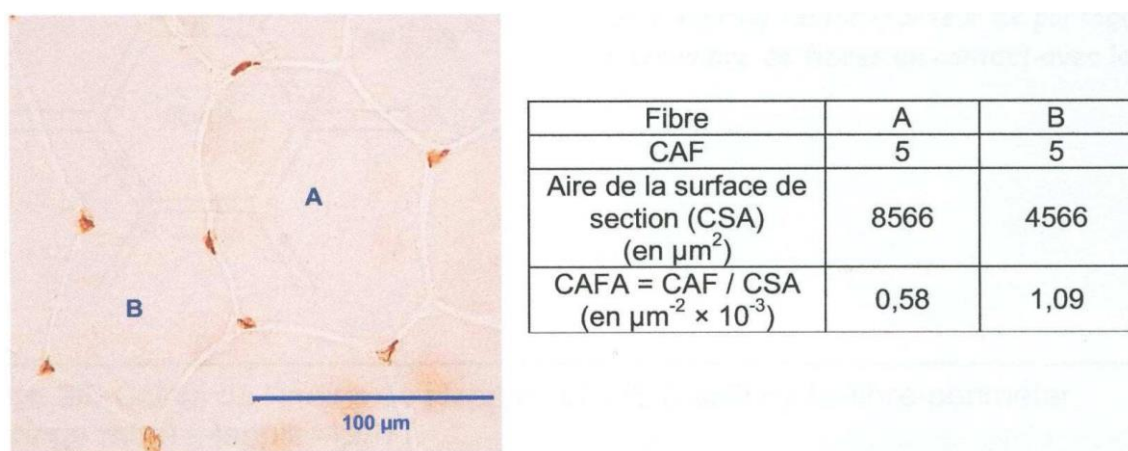 A
B
100 µm
Fibre A B
CAF 5 5
Aire de la surface de
section (CSA)
(en µm²) 8566 4566
CAFA = CAF / CSA
(en µm⁻² × 10⁻³) 0,58 1,09